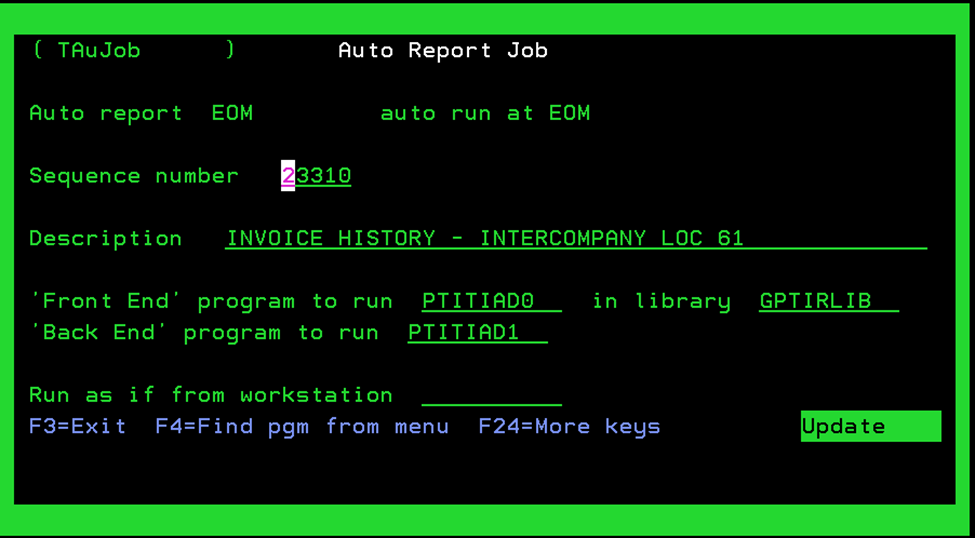 ( TAuJob ) Auto Report Job
Auto report EOM auto run at EOM
Sequence number 23310
Description INVOICE HISTORY - INTERCOMPANY LOC 61
'Front End' program to run PTITIAD0 in library GPTIRLIB
'Back End' program to run PTITIAD1
Run as if from workstation
F3=Exit F4=Find pgm from menu F24=More keys Update